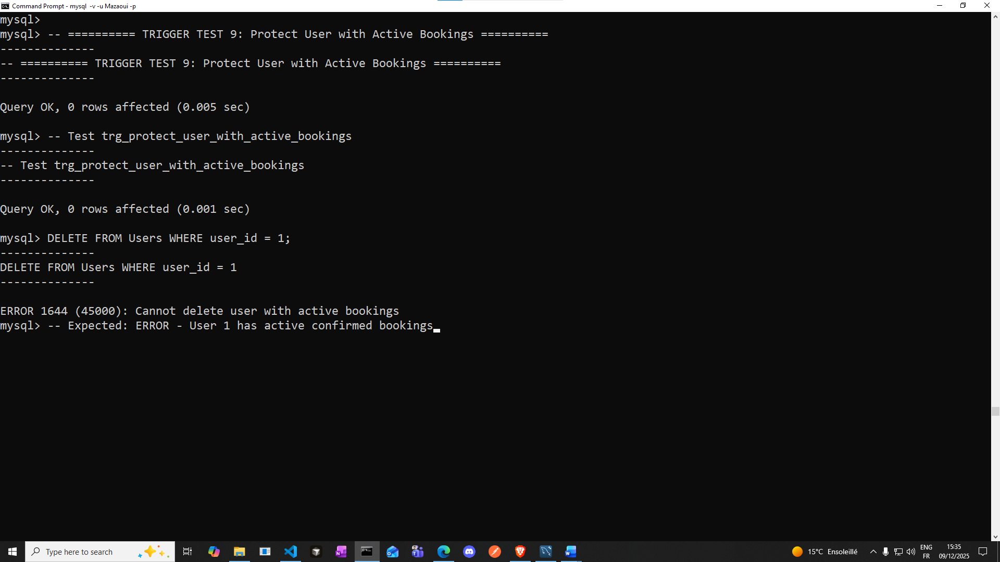 Command Prompt - mysql  -v -u Mazaoui -p
mysql>
mysql> -- ========== TRIGGER TEST 9: Protect User with Active Bookings ==========
--------------
-- ========== TRIGGER TEST 9: Protect User with Active Bookings ==========
--------------
Query OK, 0 rows affected (0.005 sec)
mysql> -- Test trg_protect_user_with_active_bookings
--------------
-- Test trg_protect_user_with_active_bookings
--------------
Query OK, 0 rows affected (0.001 sec)
mysql> DELETE FROM Users WHERE user_id = 1;
--------------
DELETE FROM Users WHERE user_id = 1
--------------
ERROR 1644 (45000): Cannot delete user with active bookings
mysql> -- Expected: ERROR - User 1 has active confirmed bookings
Type here to search
15°C Ensoleillé
ENG
FR
15:35
09/12/2025